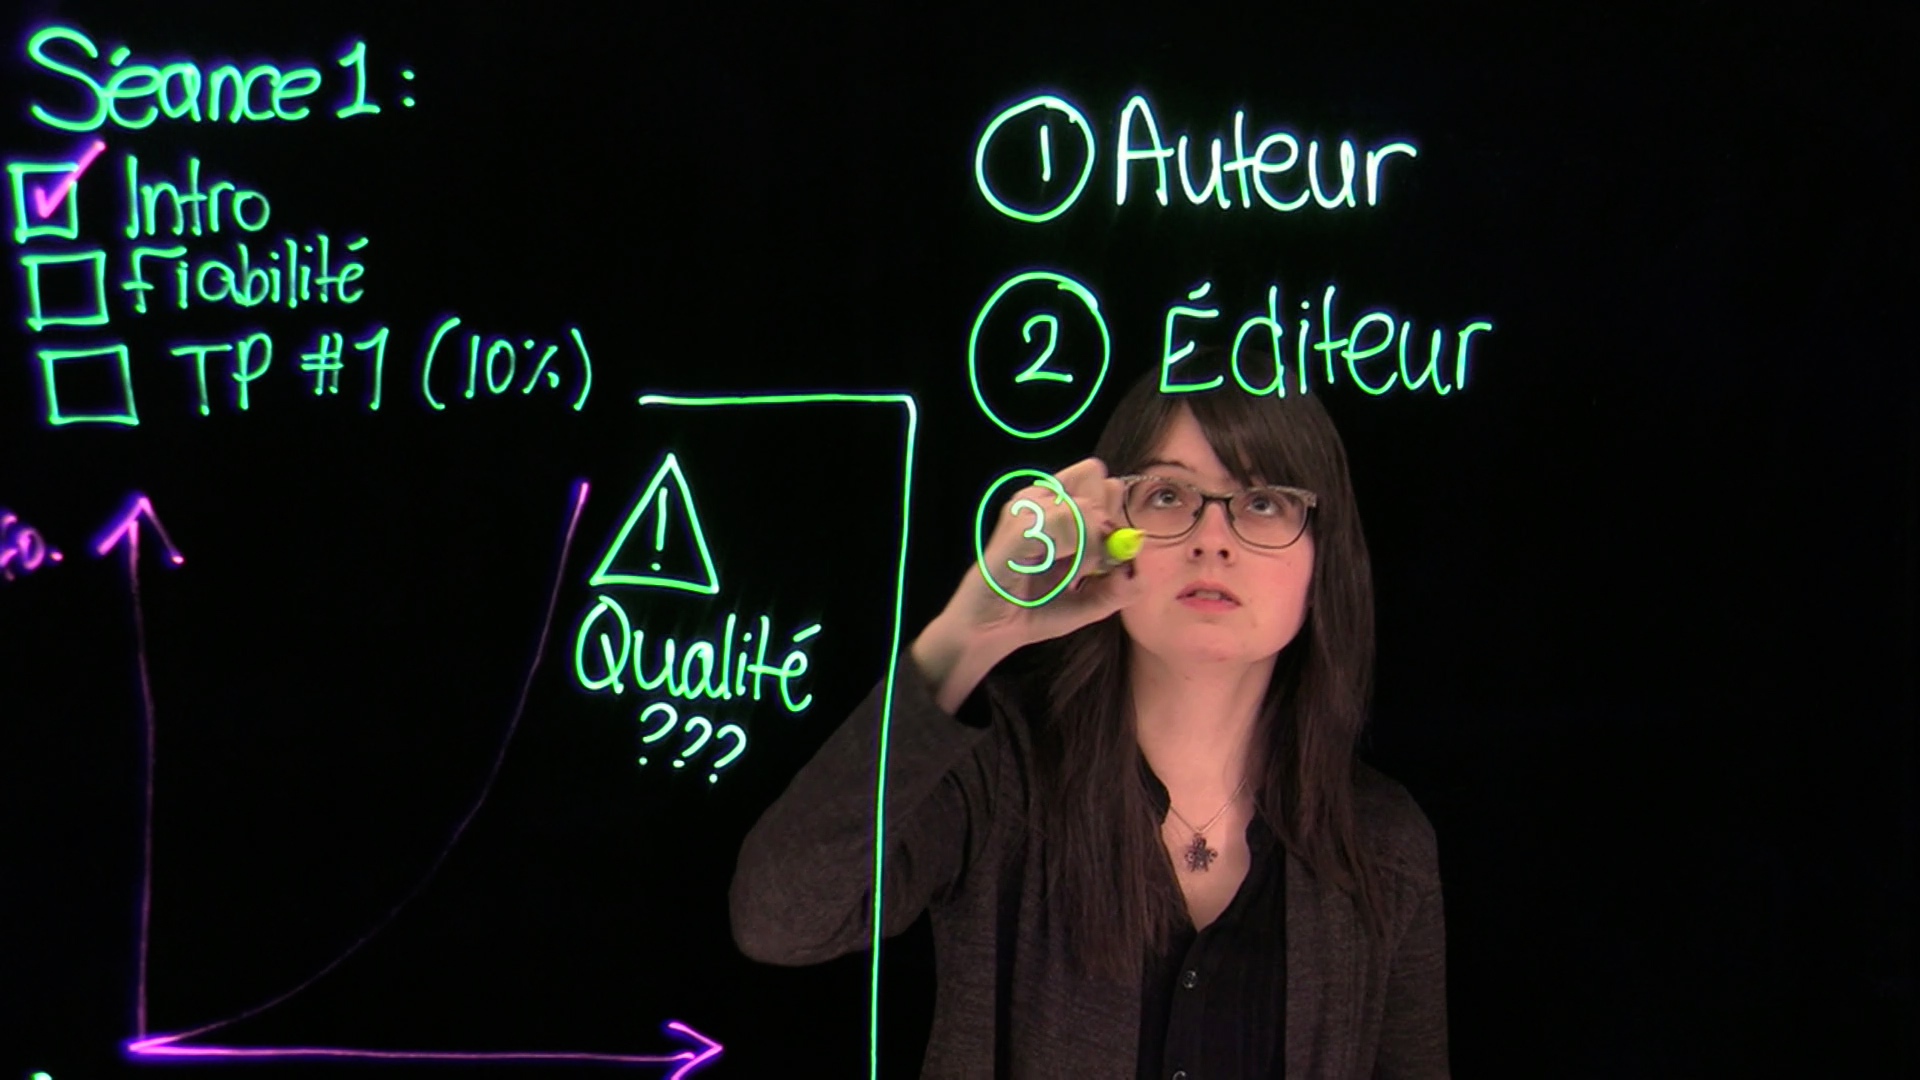 Séance 1 :
Intro
Fiabilité
TP #1 (10%)
!
Qualité
???
1 Auteur
2 Éditeur
3